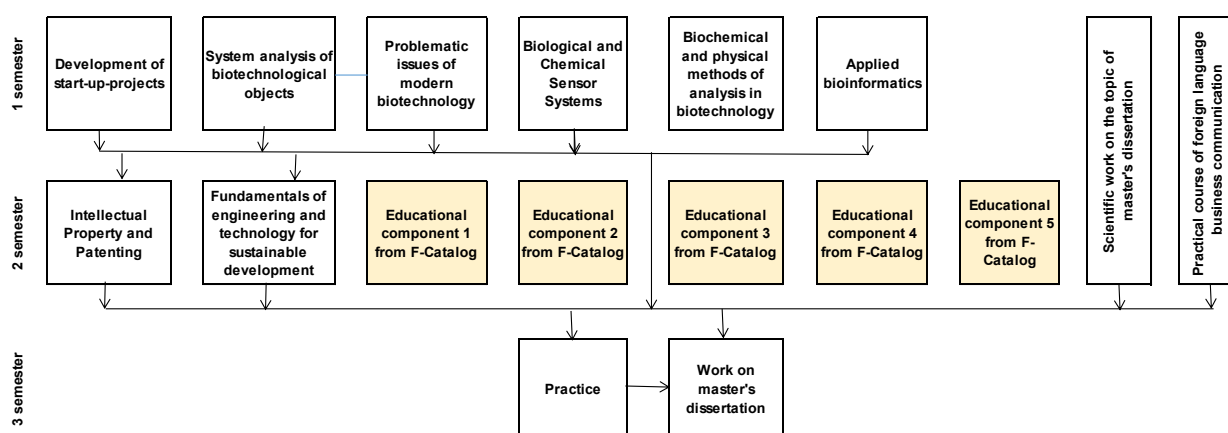 1 semester
Development of
start-up-projects
System analysis of
biotechnological
objects
Problematic
issues of
modern
biotechnology
Biological and
Chemical
Sensor
Systems
Biochemical
and physical
methods of
analysis in
biotechnology
Applied
bioinformatics
Scientific work on the topic of
master's dissertation
Practical course of foreign language
business communication
2 semester
Intellectual
Property and
Patenting
Fundamentals of
engineering and
technology for
sustainable
development
Educational
component 1
from F-Catalog
Educational
component 2
from F-Catalog
Educational
component 3
from F-Catalog
Educational
component 4
from F-Catalog
Educational
component 5
from F-
Catalog
3 semester
Practice
Work on
master's
dissertation